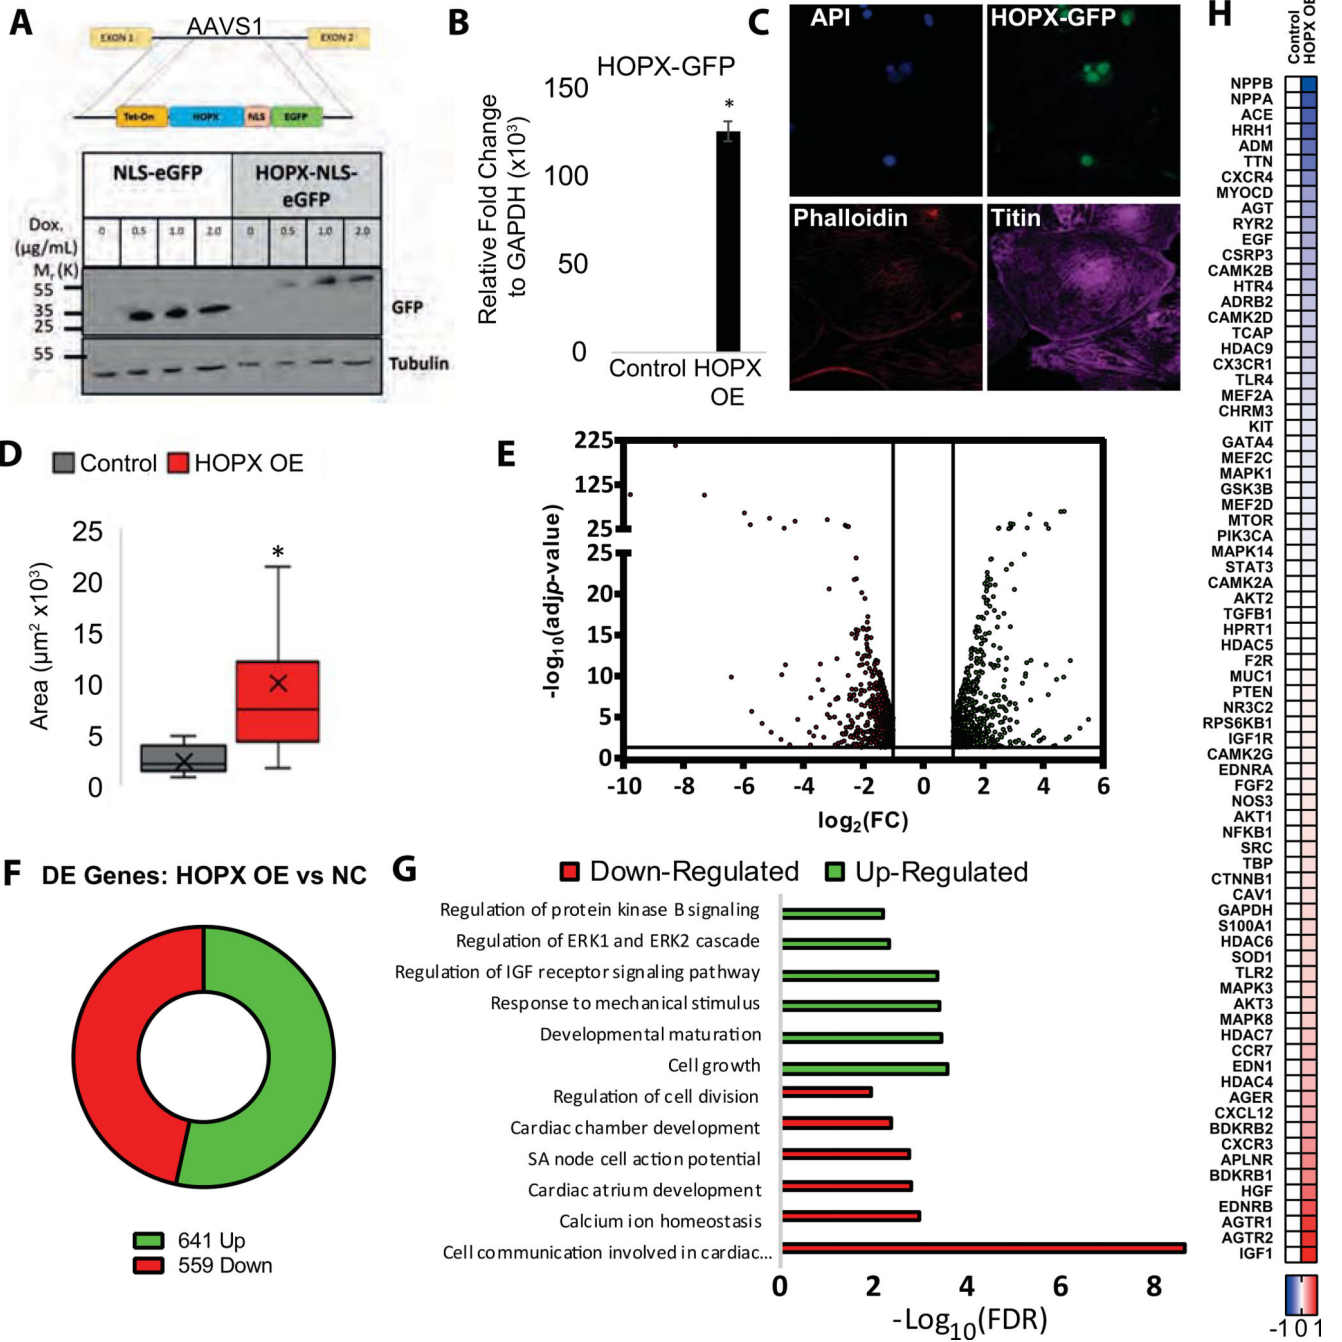 A
AAVS1
EXON 1
EXON 2
Tet-On
HOPX
NLS
EGFP
NLS-eGFP
HOPX-NLS-
eGFP
Dox.
(µg/mL)
0
0.5
1.0
2.0
0
0.5
1.0
2.0
Mr (K)
55
35
25
GFP
55
Tubulin
B
HOPX-GFP
Relative Fold Change
to GAPDH (x10³)
150
100
50
0
*
Control
HOPX
OE
C
API
HOPX-GFP
Phalloidin
Titin
D
Control
HOPX OE
Area (µm² x10³)
25
20
15
10
5
0
*
E
-log10(adjp-value)
225
125
25
25
20
15
10
5
0
-10
-8
-6
-4
-2
0
2
4
6
log2(FC)
F
DE Genes: HOPX OE vs NC
641 Up
559 Down
G
Down-Regulated
Up-Regulated
Regulation of protein kinase B signaling
Regulation of ERK1 and ERK2 cascade
Regulation of IGF receptor signaling pathway
Response to mechanical stimulus
Developmental maturation
Cell growth
Regulation of cell division
Cardiac chamber development
SA node cell action potential
Cardiac atrium development
Calcium ion homeostasis
Cell communication involved in cardiac...
0
2
4
6
8
-Log10(FDR)
H
Control
HOPX OE
NPPB
NPPA
ACE
HRH1
ADM
TTN
CXCR4
MYOCD
AGT
RYR2
EGF
CSRP3
CAMK2B
HTR4
ADRB2
CAMK2D
TCAP
HDAC9
CX3CR1
TLR4
MEF2A
CHRM3
KIT
GATA4
MEF2C
MAPK1
GSK3B
MEF2D
MTOR
PIK3CA
MAPK14
STAT3
CAMK2A
AKT2
TGFB1
HPRT1
HDAC5
F2R
MUC1
PTEN
NR3C2
RPS6KB1
IGF1R
CAMK2G
EDNRA
FGF2
NOS3
AKT1
NFKB1
SRC
TBP
CTNNB1
CAV1
GAPDH
S100A1
HDAC6
SOD1
TLR2
MAPK3
AKT3
MAPK8
HDAC7
CCR7
EDN1
HDAC4
AGER
CXCL12
BDKRB2
CXCR3
APLNR
BDKRB1
HGF
EDNRB
AGTR1
AGTR2
IGF1
-1 0 1